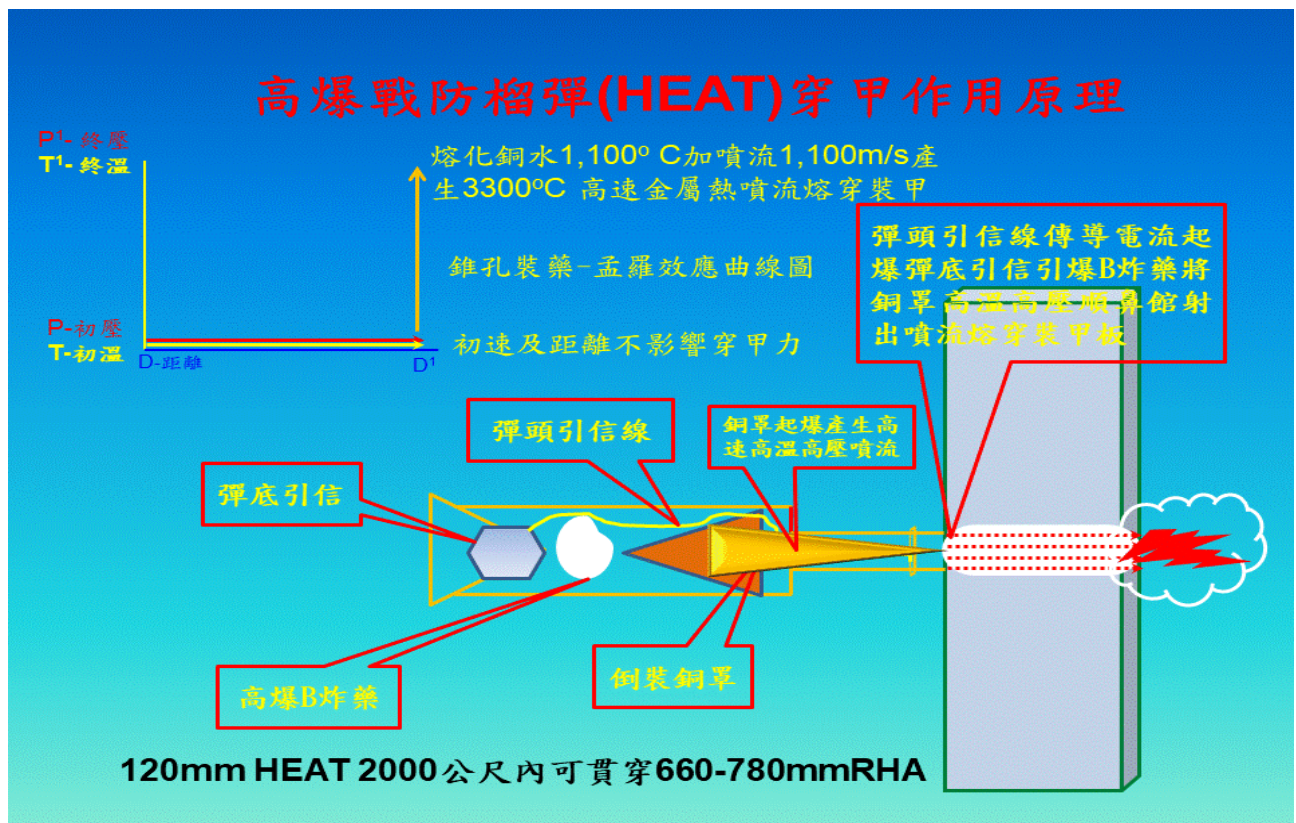 高爆戰防榴彈(HEAT)穿甲作用原理
P¹- 終壓
T¹- 終溫
熔化銅水1,100º C加噴流1,100m/s產
生3300ºC 高速金屬熱噴流熔穿裝甲
錐孔裝藥-孟羅效應曲線圖
初速及距離不影響穿甲力
P-初壓
T-初溫
D-距離
D¹
彈頭引信線傳導電流起
爆彈底引信引爆B炸藥將
銅罩高溫高壓順鼻館射
出噴流熔穿裝甲板
彈頭引信線
銅罩起爆產生高
速高溫高壓噴流
彈底引信
高爆B炸藥
倒裝銅罩
120mm HEAT 2000公尺內可貫穿660-780mmRHA